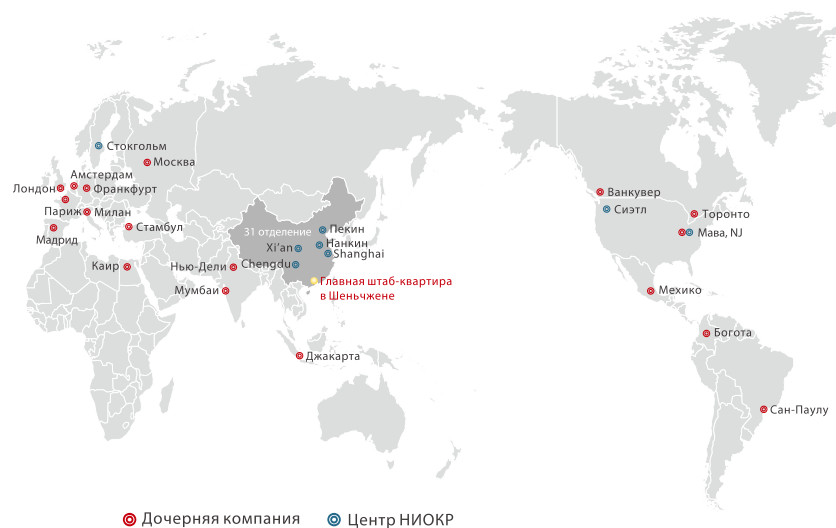 Стокгольм
Москва
Амстердам
Лондон
Франкфурт
Париж
Милан
Мадрид
Стамбул
Каир
31 отделение
Пекин
Нанкин
Xi’an
Shanghai
Chengdu
Нью-Дели
Мумбаи
Главная штаб-квартира
в Шеньчжене
Джакарта
Ванкувер
Сиэтл
Торонто
Мава, NJ
Мехико
Богота
Сан-Паулу
Дочерняя компания
Центр НИОКР